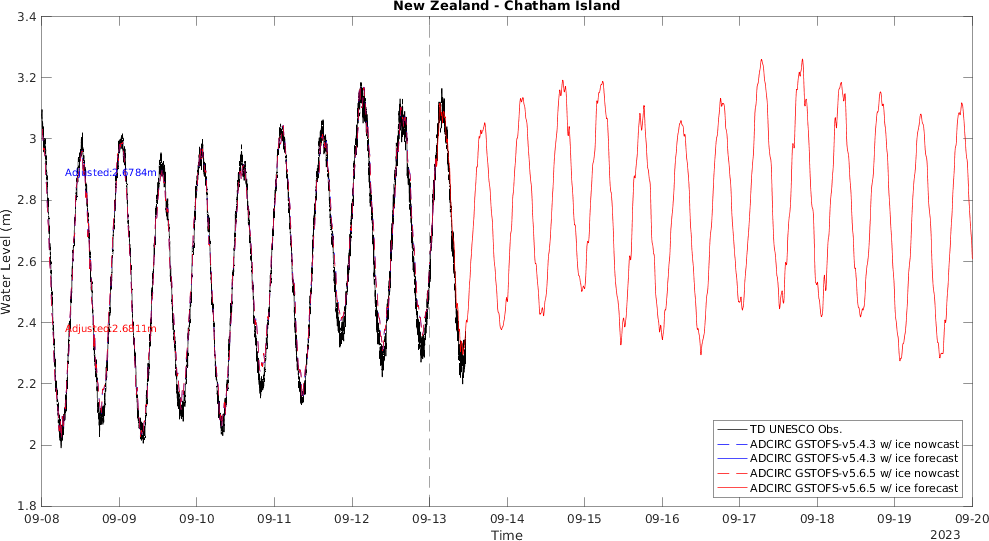 New Zealand - Chatham Island
3.4
3.2
3
2.8
2.6
2.4
2.2
2
1.8
Water Level (m)
Adjusted:2.6784m
Adjusted:2.6811m
TD UNESCO Obs.
ADCIRC GSTOFS-v5.4.3 w/ ice nowcast
ADCIRC GSTOFS-v5.4.3 w/ ice forecast
ADCIRC GSTOFS-v5.6.5 w/ ice nowcast
ADCIRC GSTOFS-v5.6.5 w/ ice forecast
09-08 09-09 09-10 09-11 09-12 09-13 09-14 09-15 09-16 09-17 09-18 09-19 09-20
Time
2023